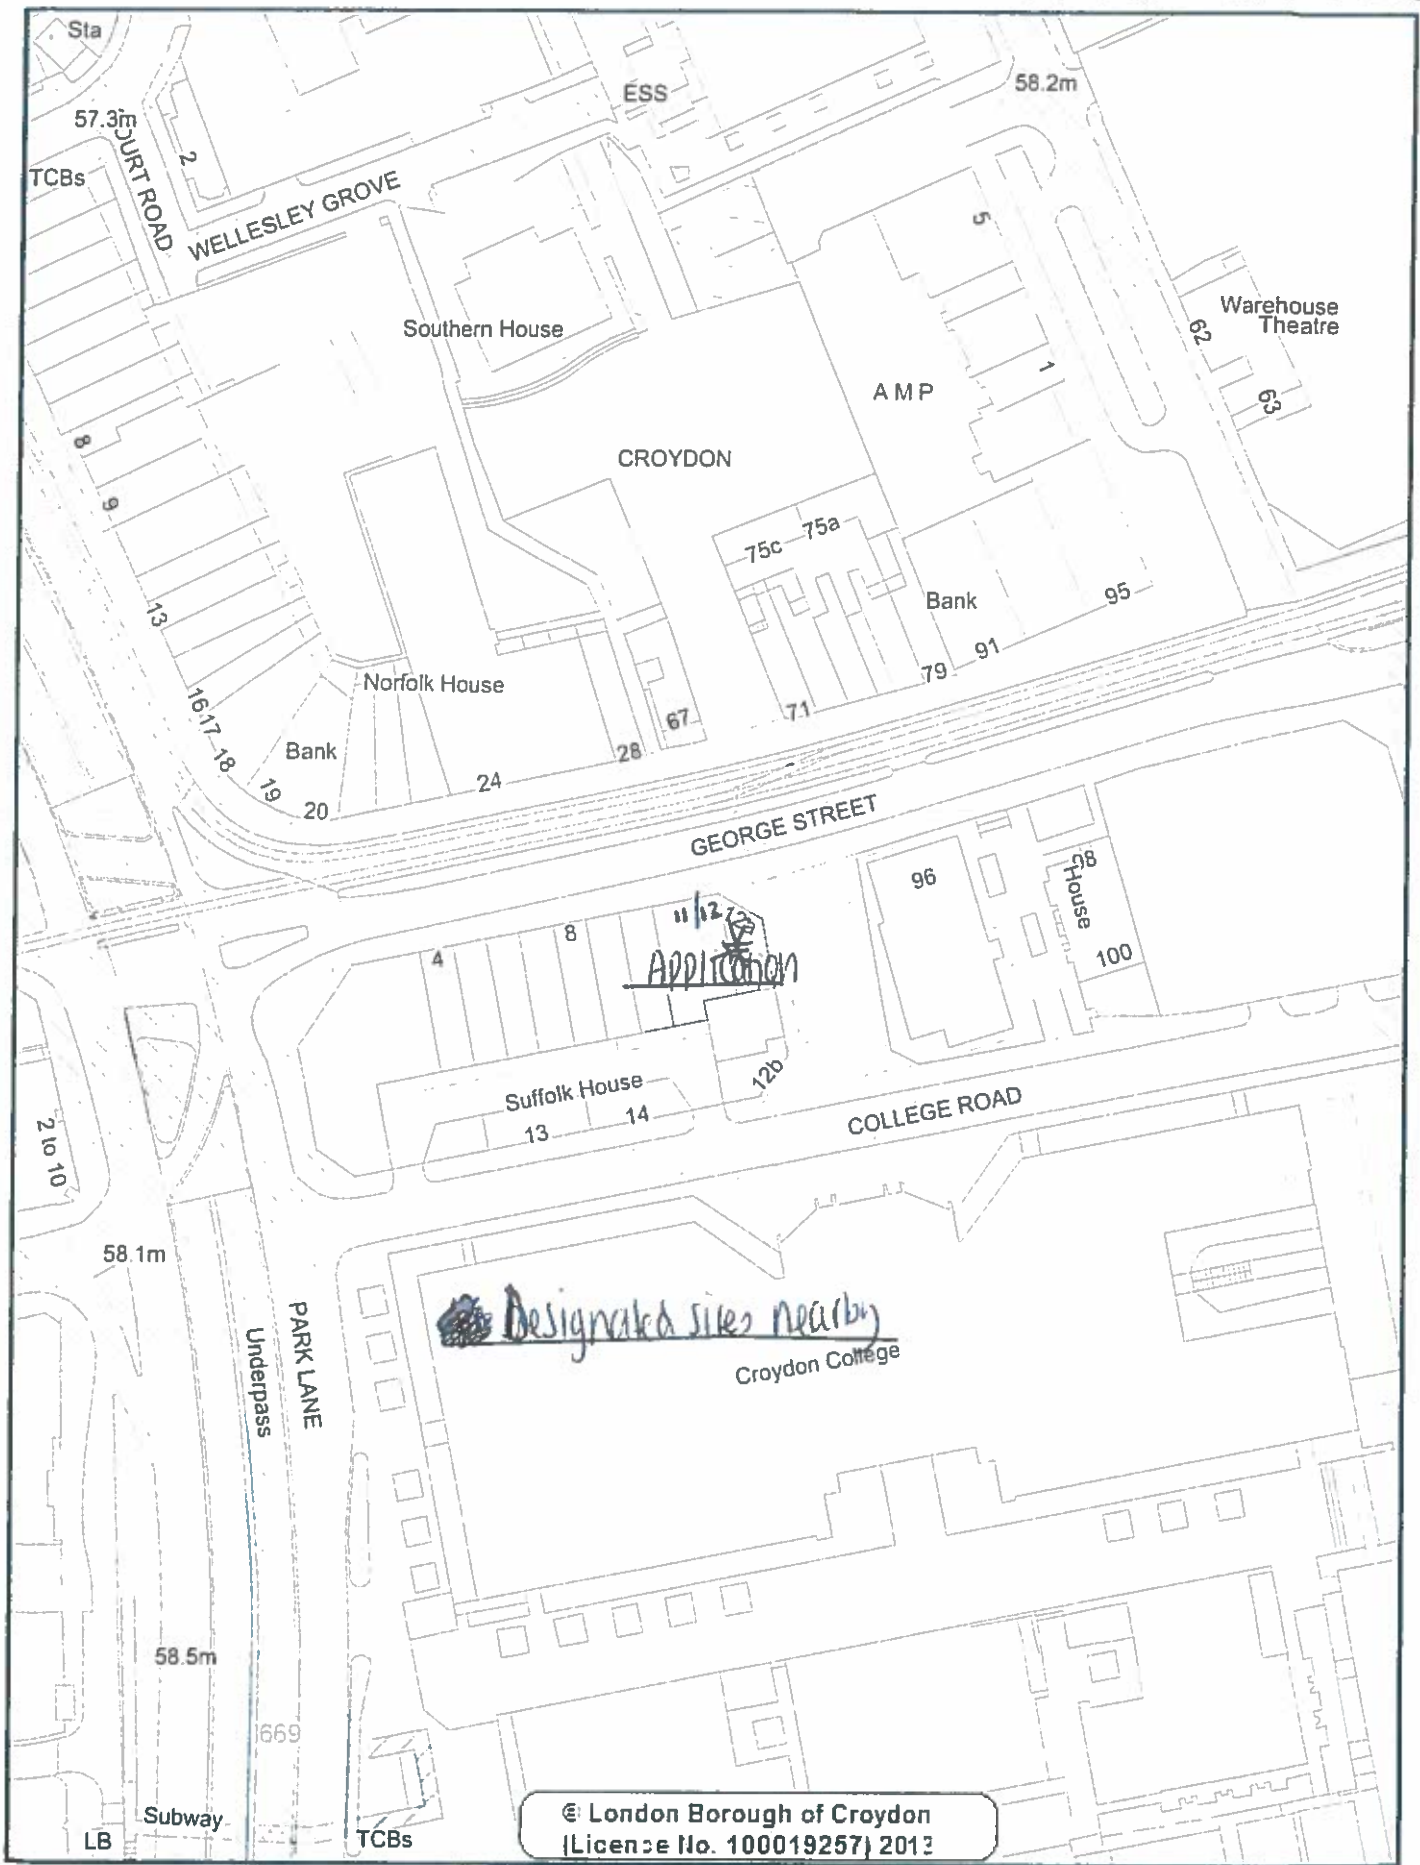 Sta
ESS
58.2m
57.3m
OURT ROAD
2
TCBs
WELLESLEY GROVE
5
Southern House
Warehouse
Theatre
62
1
63
A M P
8
9
CROYDON
75c
75a
13
Bank
95
91
79
Norfolk House
16
17
18
67
71
Bank
28
24
19
20
GEORGE STREET
96
98
House
100
11/12
8
4
Application
Suffolk House
12b
13
14
COLLEGE ROAD
2 to 10
58.1m
PARK LANE
Underpass
Designated sites nearby
Croydon College
58.5m
669
Subway
LB
TCBs
© London Borough of Croydon
(Licence No. 100019257) 2013